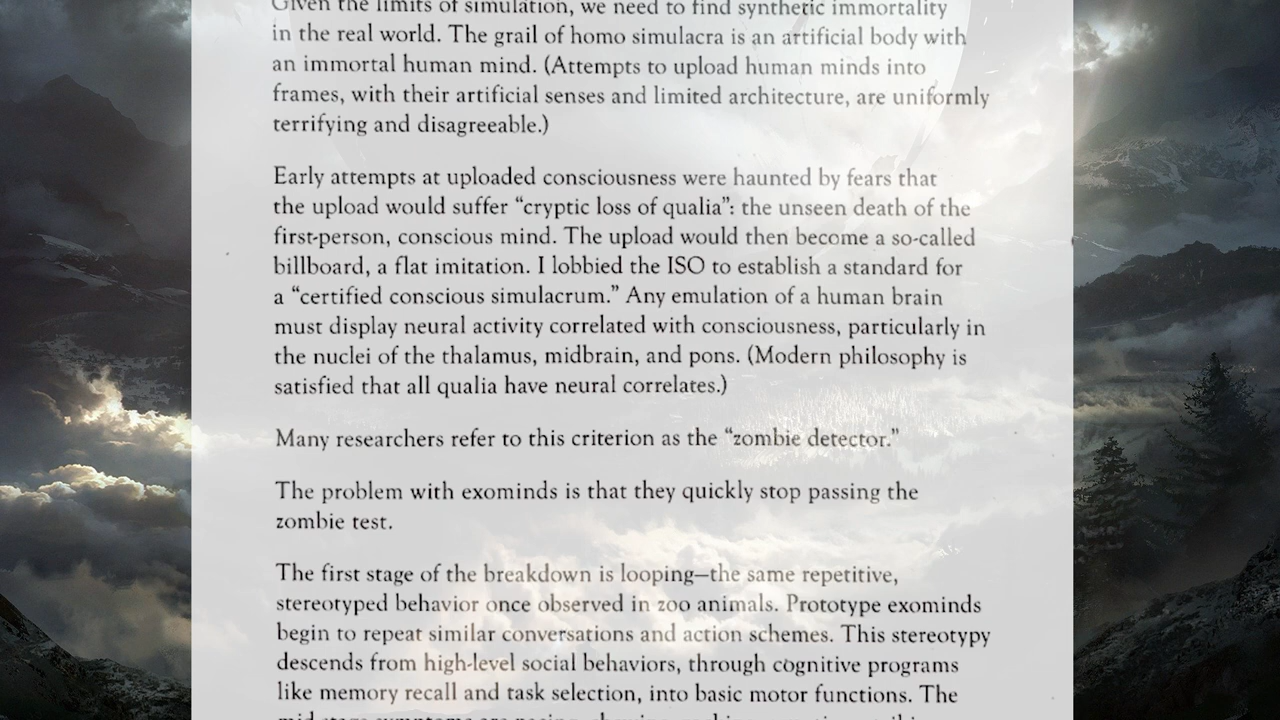 Given the limits of simulation, we need to find synthetic immortality
in the real world. The grail of homo simulacra is an artificial body with
an immortal human mind. (Attempts to upload human minds into
frames, with their artificial senses and limited architecture, are uniformly
terrifying and disagreeable.)
Early attempts at uploaded consciousness were haunted by fears that
the upload would suffer “cryptic loss of qualia”: the unseen death of the
first-person, conscious mind. The upload would then become a so-called
billboard, a flat imitation. I lobbied the ISO to establish a standard for
a “certified conscious simulacrum.” Any emulation of a human brain
must display neural activity correlated with consciousness, particularly in
the nuclei of the thalamus, midbrain, and pons. (Modern philosophy is
satisfied that all qualia have neural correlates.)
Many researchers refer to this criterion as the “zombie detector.”
The problem with exominds is that they quickly stop passing the
zombie test.
The first stage of the breakdown is looping—the same repetitive,
stereotyped behavior once observed in zoo animals. Prototype exominds
begin to repeat similar conversations and action schemes. This stereotypy
descends from high-level social behaviors, through cognitive programs
like memory recall and task selection, into basic motor functions. The